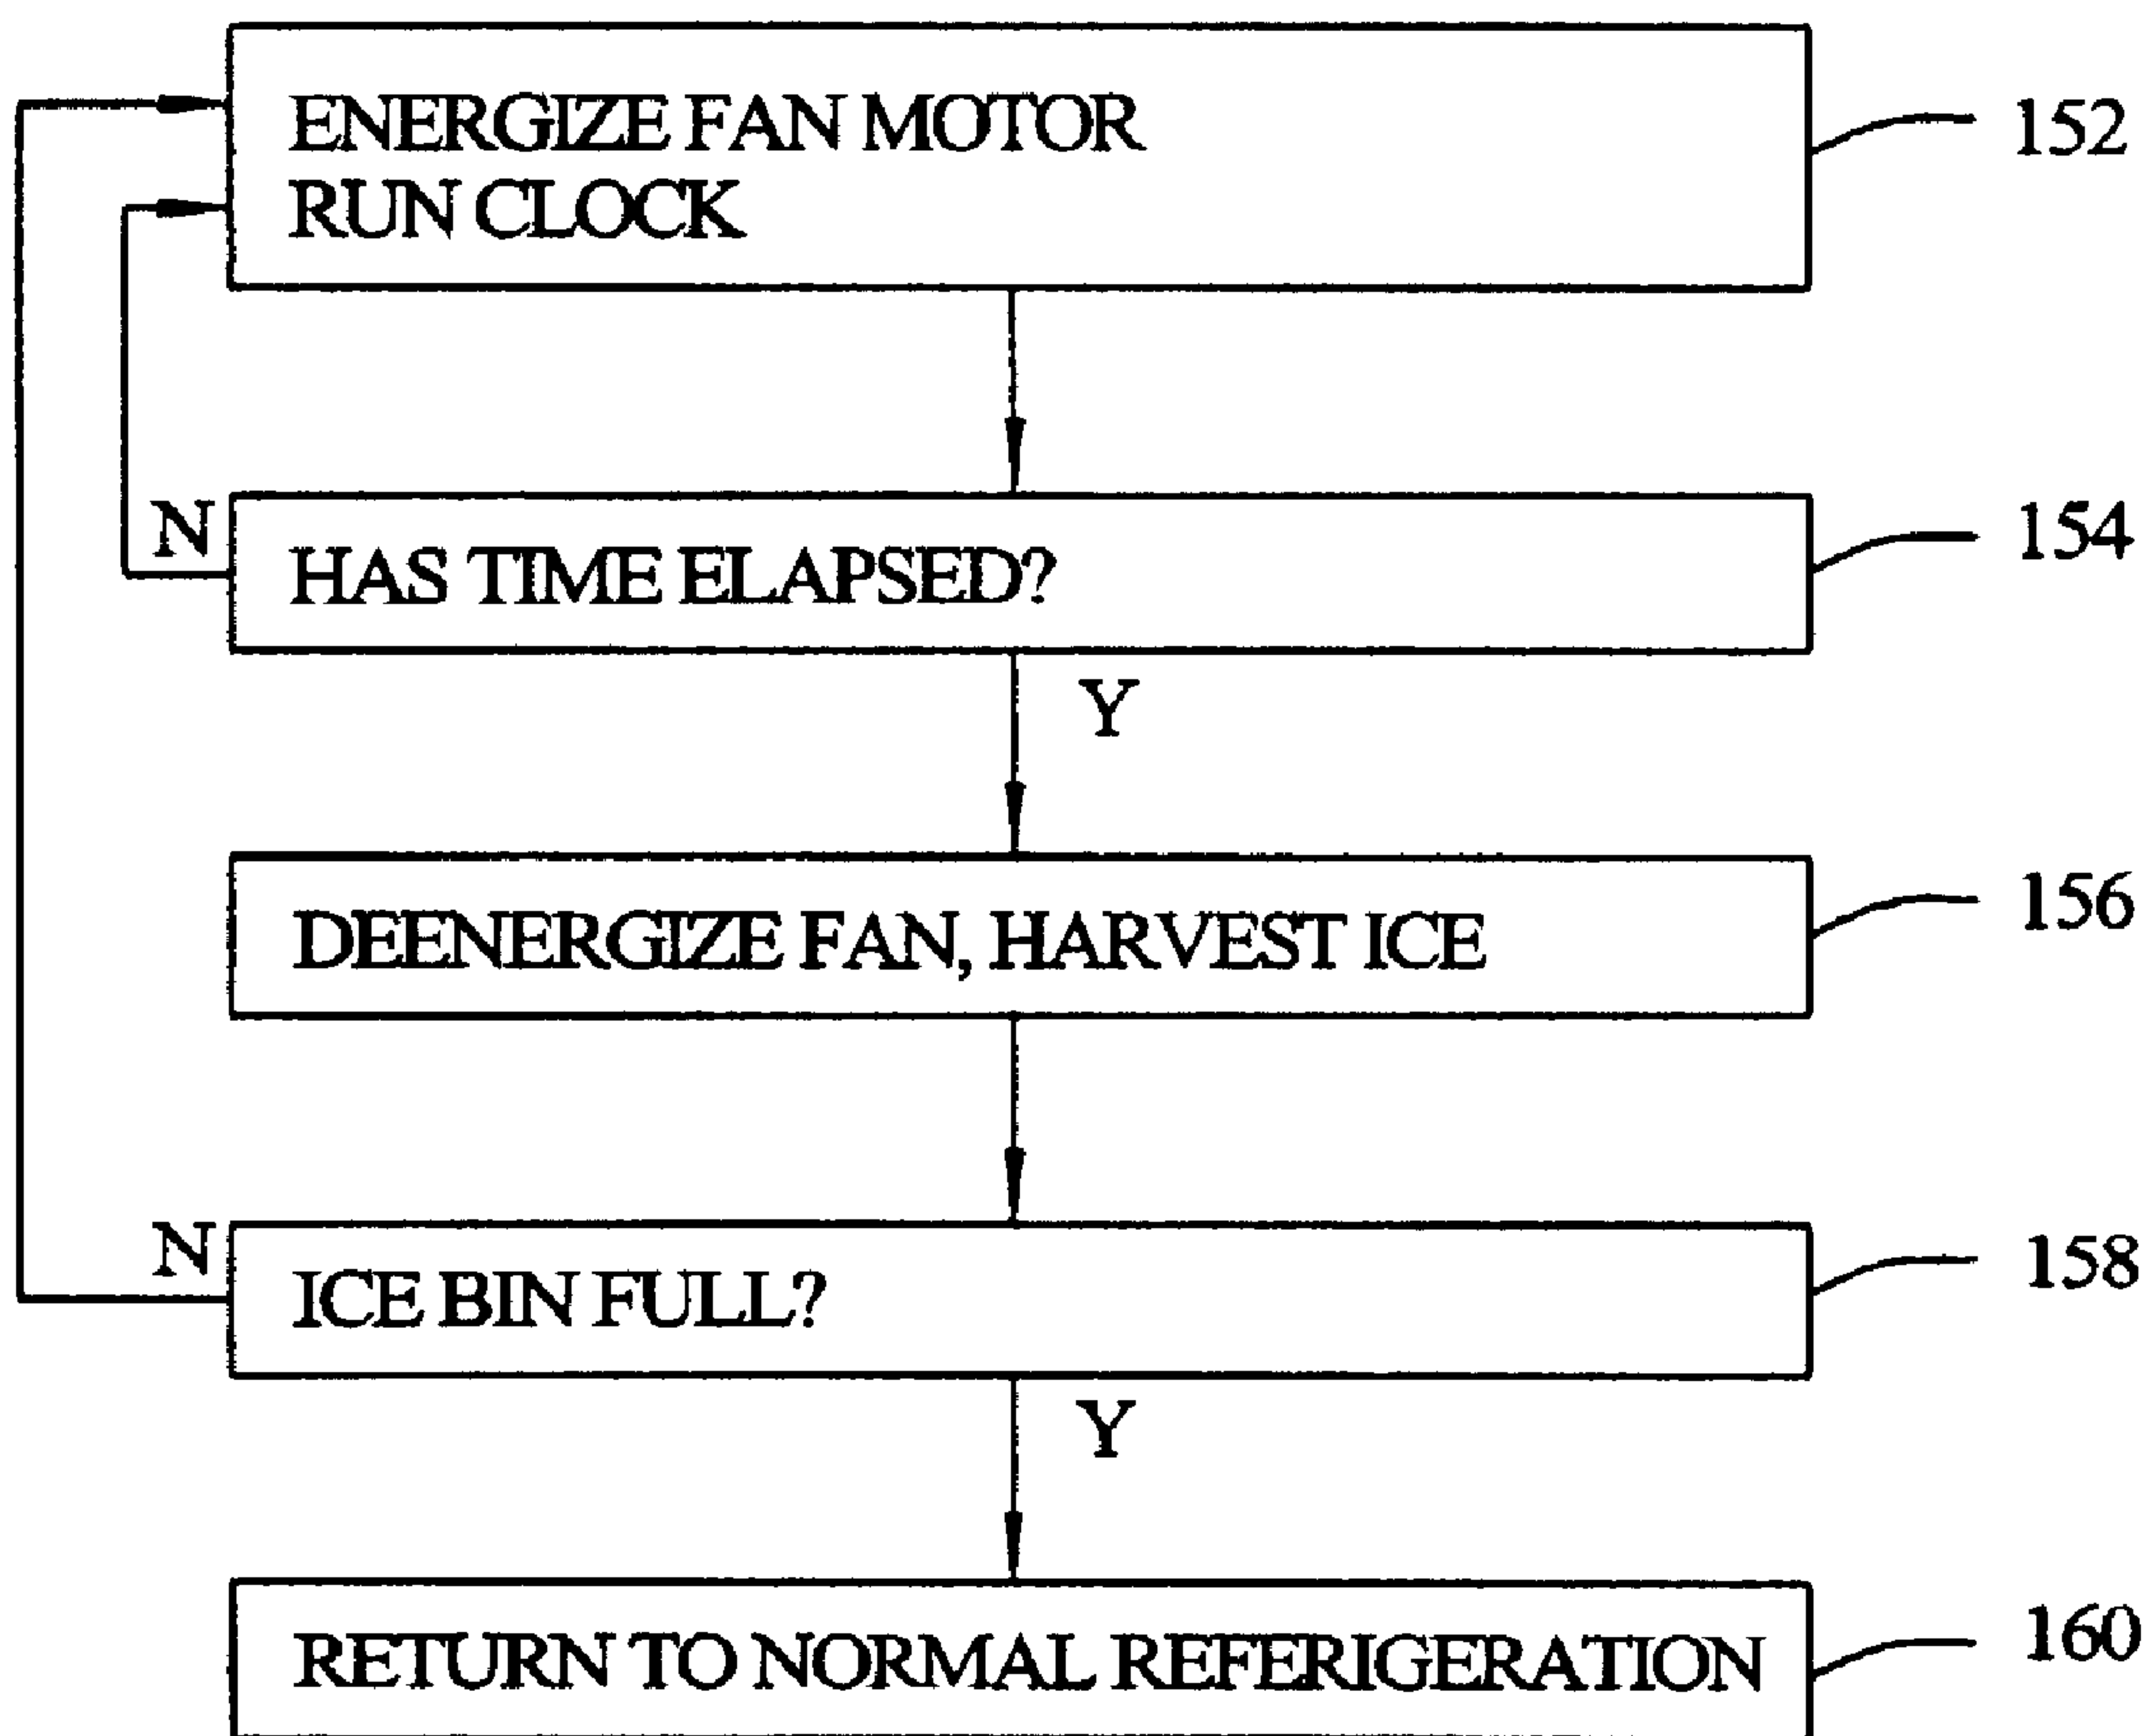 ENERGIZE FAN MOTOR
RUN CLOCK
152
N
HAS TIME ELAPSED?
154
Y
DEENERGIZE FAN, HARVEST ICE
156
N
ICE BIN FULL?
158
Y
RETURN TO NORMAL REFERIGERATION
160